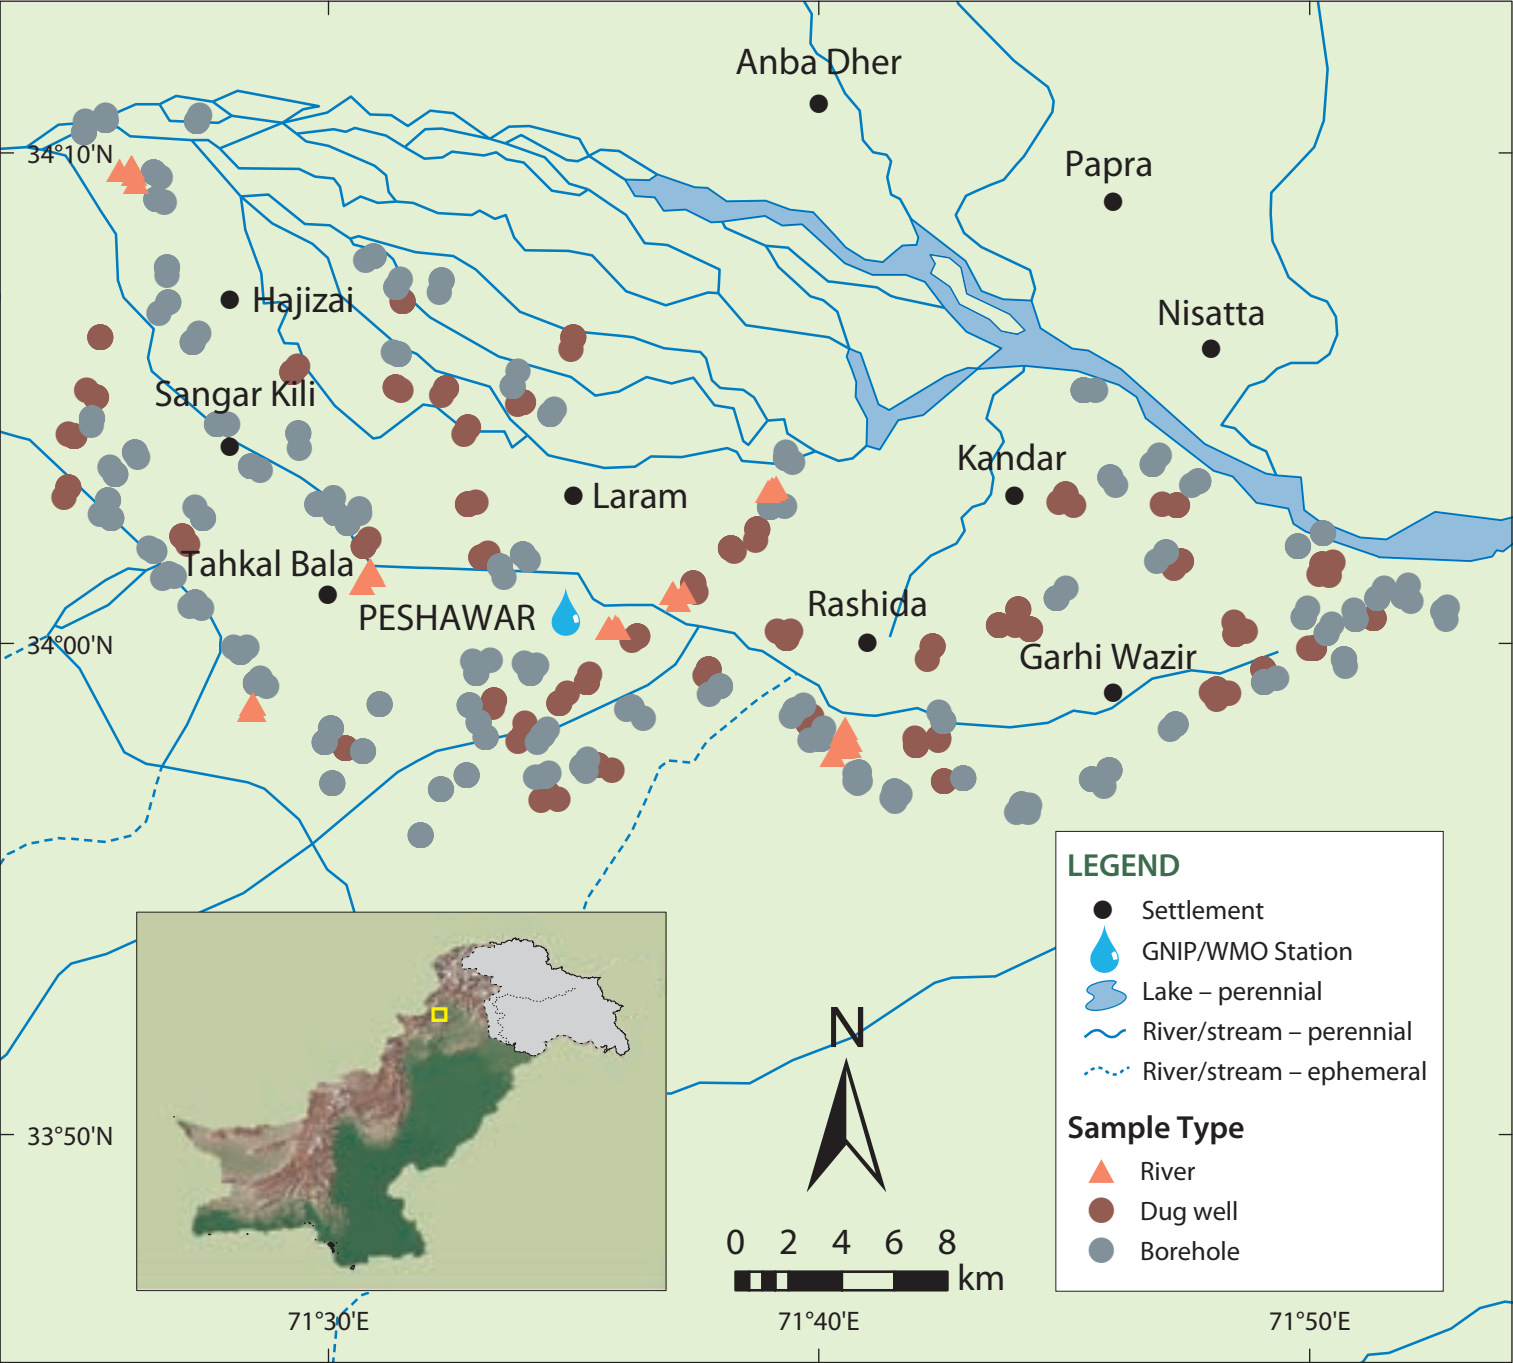 Anba Dher
34°10'N
Papra
Hajizai
Nisatta
Sangar Kili
Kandar
Laram
Tahkal Bala
PESHAWAR
Rashida
34°00'N
Garhi Wazir
LEGEND
Settlement
GNIP/WMO Station
Lake – perennial
River/stream – perennial
River/stream – ephemeral
Sample Type
River
Dug well
Borehole
N
33°50'N
0 2 4 6 8
km
71°30'E 71°40'E 71°50'E